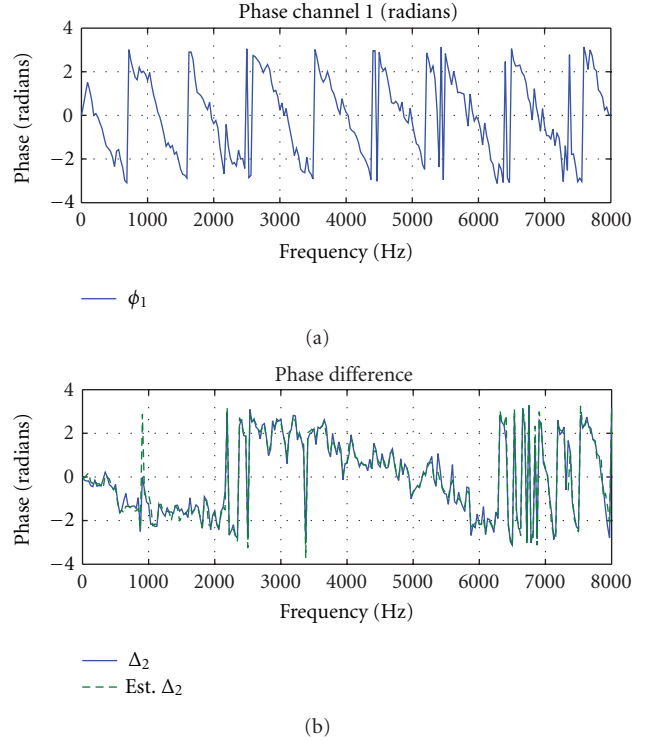 Phase channel 1 (radians)
4
2
0
−2
−4
Phase (radians)
0 1000 2000 3000 4000 5000 6000 7000 8000
Frequency (Hz)
ϕ₁
(a)
Phase difference
4
2
0
−2
−4
Phase (radians)
0 1000 2000 3000 4000 5000 6000 7000 8000
Frequency (Hz)
Δ₂
Est. Δ₂
(b)